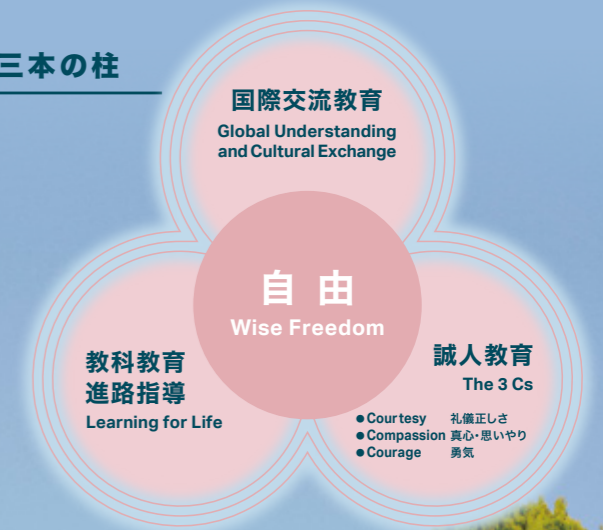 三本の柱
国際交流教育
Global Understanding
and Cultural Exchange
自由
Wise Freedom
教科教育
進路指導
Learning for Life
誠人教育
The 3 Cs
●Courtesy 礼儀正しさ
●Compassion 真心・思いやり
●Courage 勇気